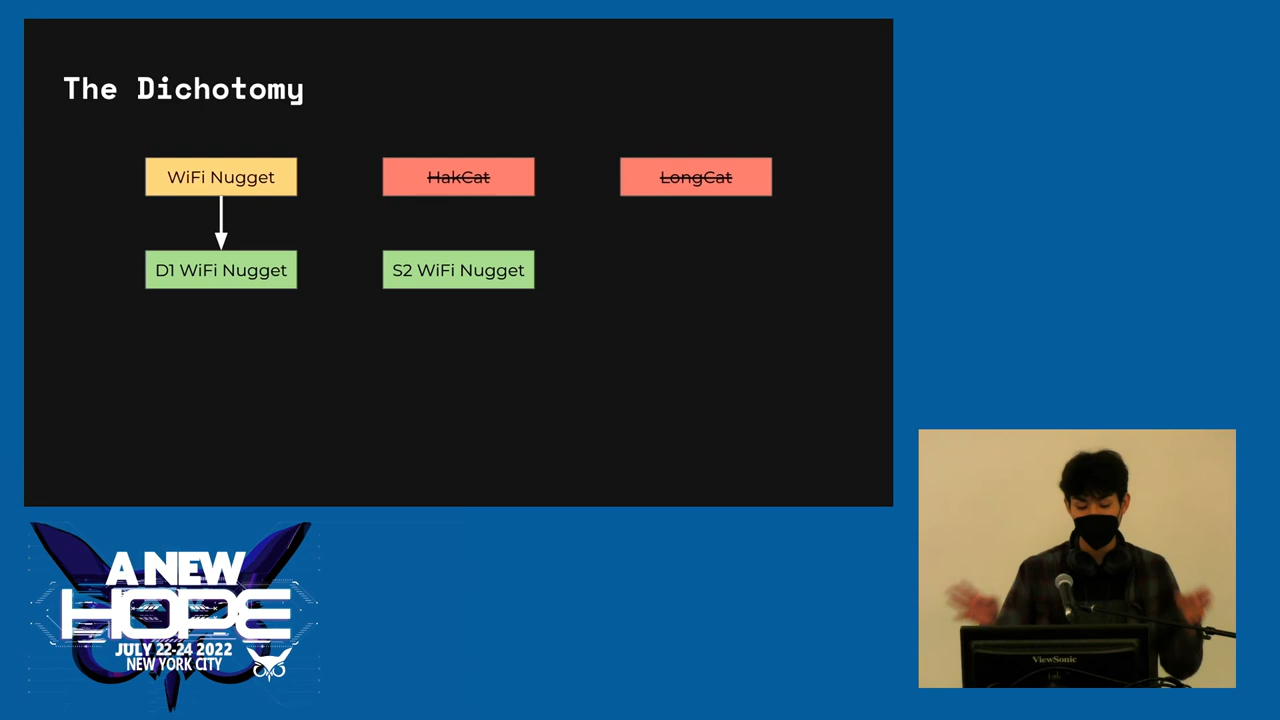 The Dichotomy
WiFi Nugget
HakCat
LongCat
D1 WiFi Nugget
S2 WiFi Nugget
A NEW
HOPE
JULY 22-24 2022
NEW YORK CITY
ViewSonic